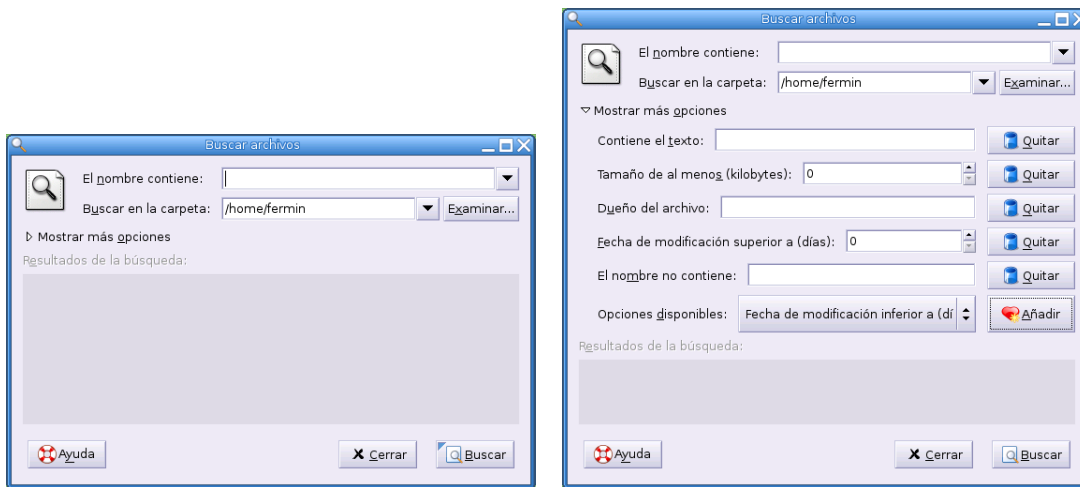 Buscar archivos
El nombre contiene:
Buscar en la carpeta: /home/fermin Examinar...
Mostrar más opciones
Resultados de la búsqueda:
Ayuda Cerrar Buscar
Buscar archivos
El nombre contiene:
Buscar en la carpeta: /home/fermin Examinar...
Mostrar más opciones
Contiene el texto: Quitar
Tamaño de al menos (kilobytes): 0 Quitar
Dueño del archivo: Quitar
Fecha de modificación superior a (días): 0 Quitar
El nombre no contiene: Quitar
Opciones disponibles: Fecha de modificación inferior a (dí Añadir
Resultados de la búsqueda:
Ayuda Cerrar Buscar